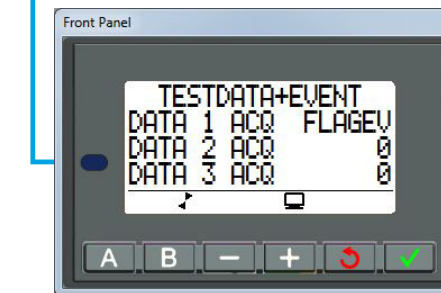 Front Panel
TESTDATA+EVENT
DATA 1 ACQ FLAGEV
DATA 2 ACQ 0
DATA 3 ACQ 0
A B − +